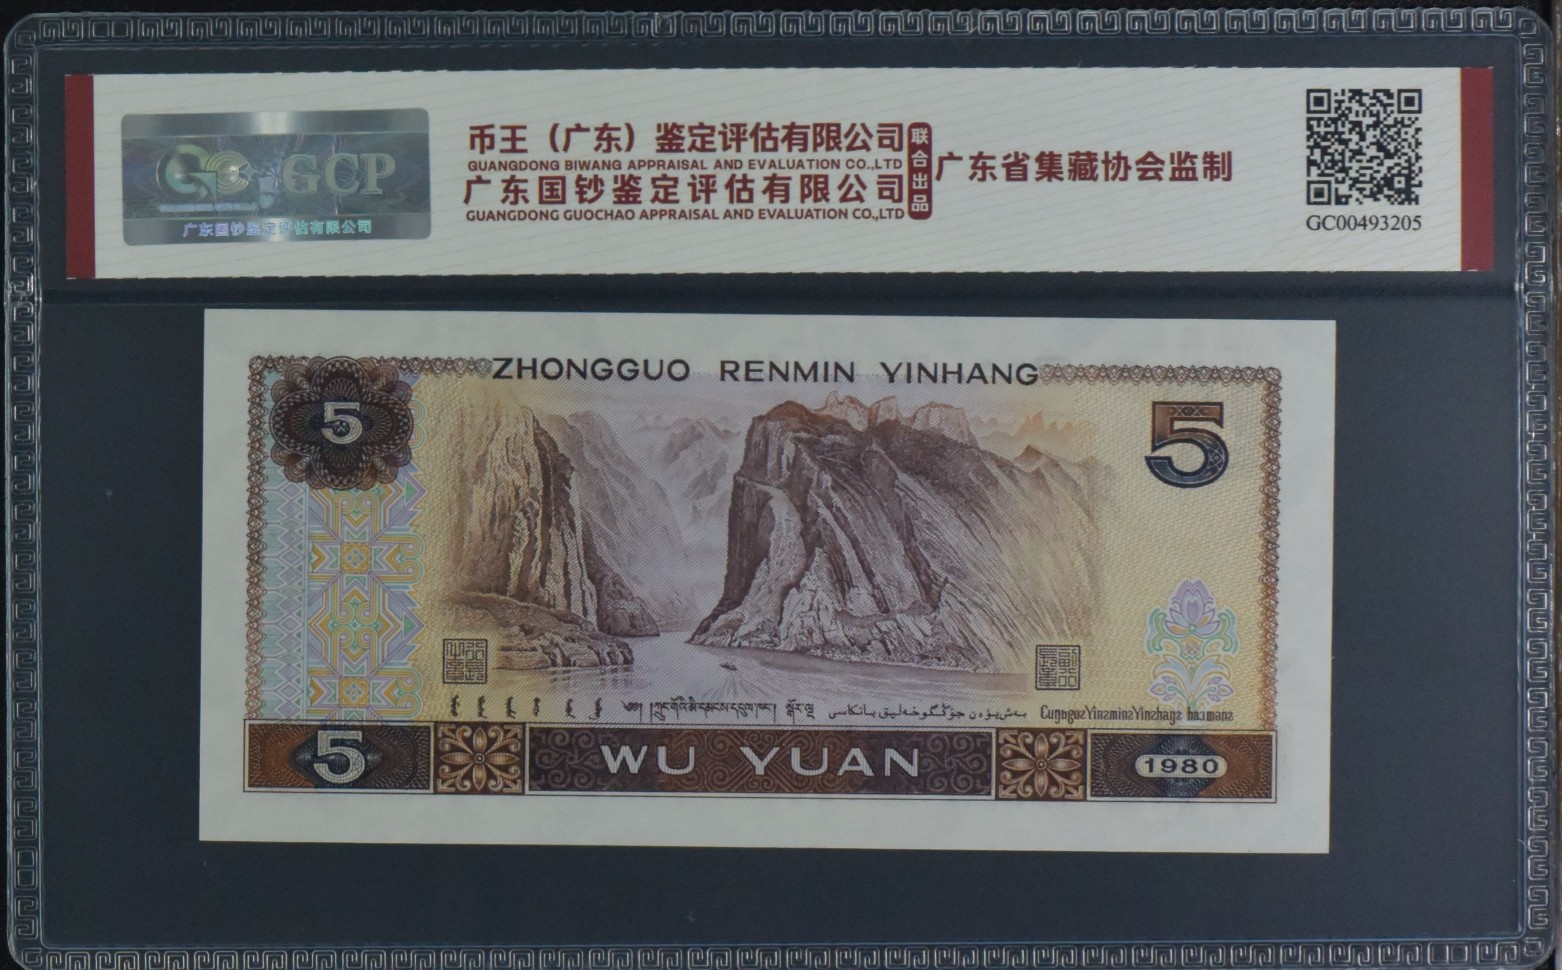 币王（广东）鉴定评估有限公司
GUANGDONG BIWANG APPRAISAL AND EVALUATION CO.,LTD
广东国钞鉴定评估有限公司
GUANGDONG GUOCHAO APPRAISAL AND EVALUATION CO.,LTD
联合出品
广东省集藏协会监制
GC00493205
GCP
广东国钞鉴定评估有限公司
ZHONGGUO RENMIN YINHANG
5
5
5
WU YUAN
1980